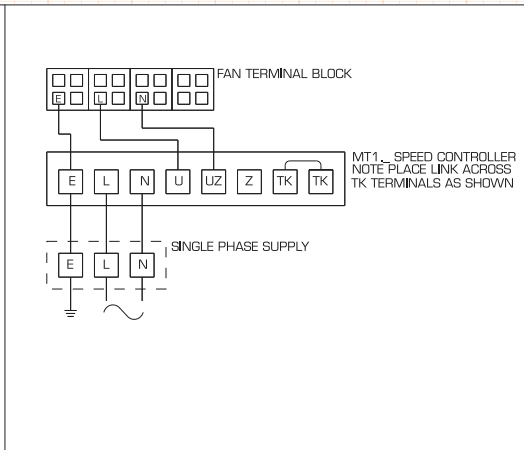 FAN TERMINAL BLOCK
E L N
MT1._ SPEED CONTROLLER
NOTE PLACE LINK ACROSS
TK TERMINALS AS SHOWN
E L N U UZ Z TK TK
SINGLE PHASE SUPPLY
E L N